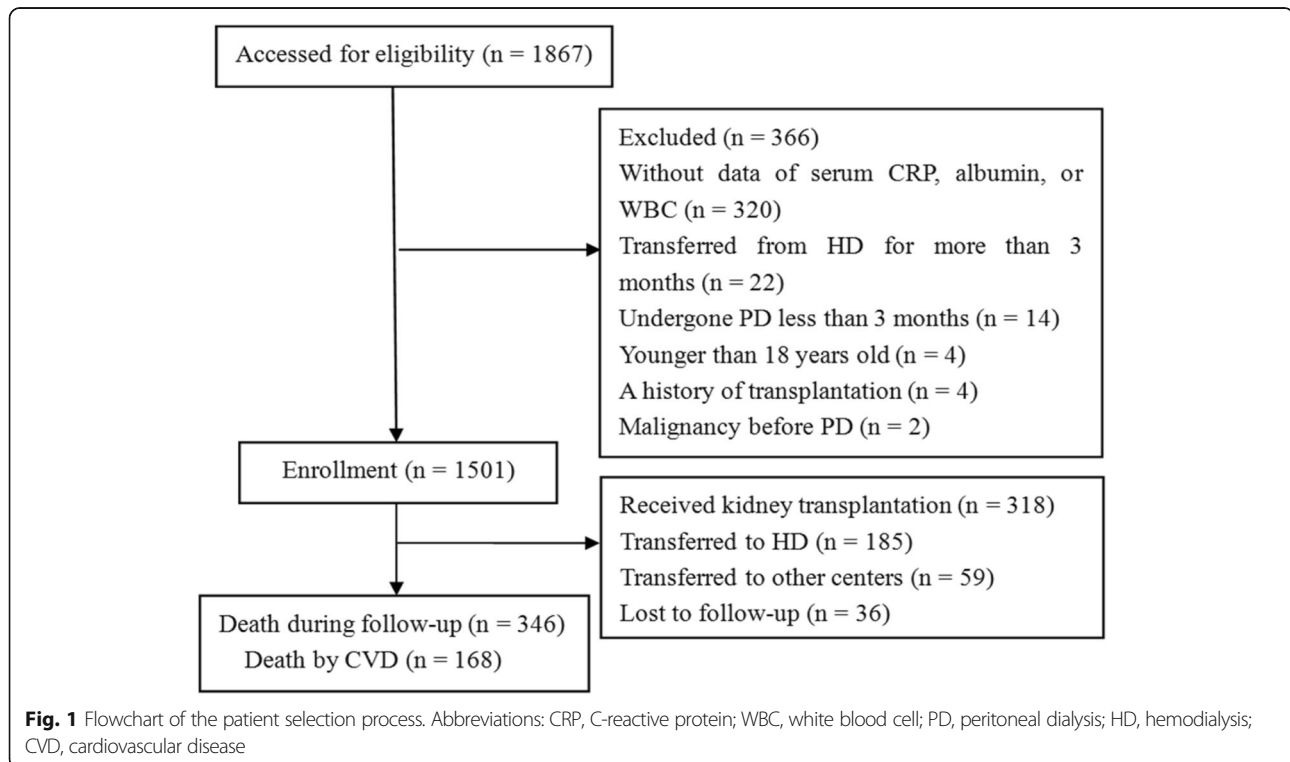 Accessed for eligibility (n = 1867)
Excluded (n = 366)
Without data of serum CRP, albumin, or
WBC (n = 320)
Transferred from HD for more than 3
months (n = 22)
Undergone PD less than 3 months (n = 14)
Younger than 18 years old (n = 4)
A history of transplantation (n = 4)
Malignancy before PD (n = 2)
Enrollment (n = 1501)
Received kidney transplantation (n = 318)
Transferred to HD (n = 185)
Transferred to other centers (n = 59)
Lost to follow-up (n = 36)
Death during follow-up (n = 346)
Death by CVD (n = 168)
Fig. 1 Flowchart of the patient selection process. Abbreviations: CRP, C-reactive protein; WBC, white blood cell; PD, peritoneal dialysis; HD, hemodialysis;
CVD, cardiovascular disease